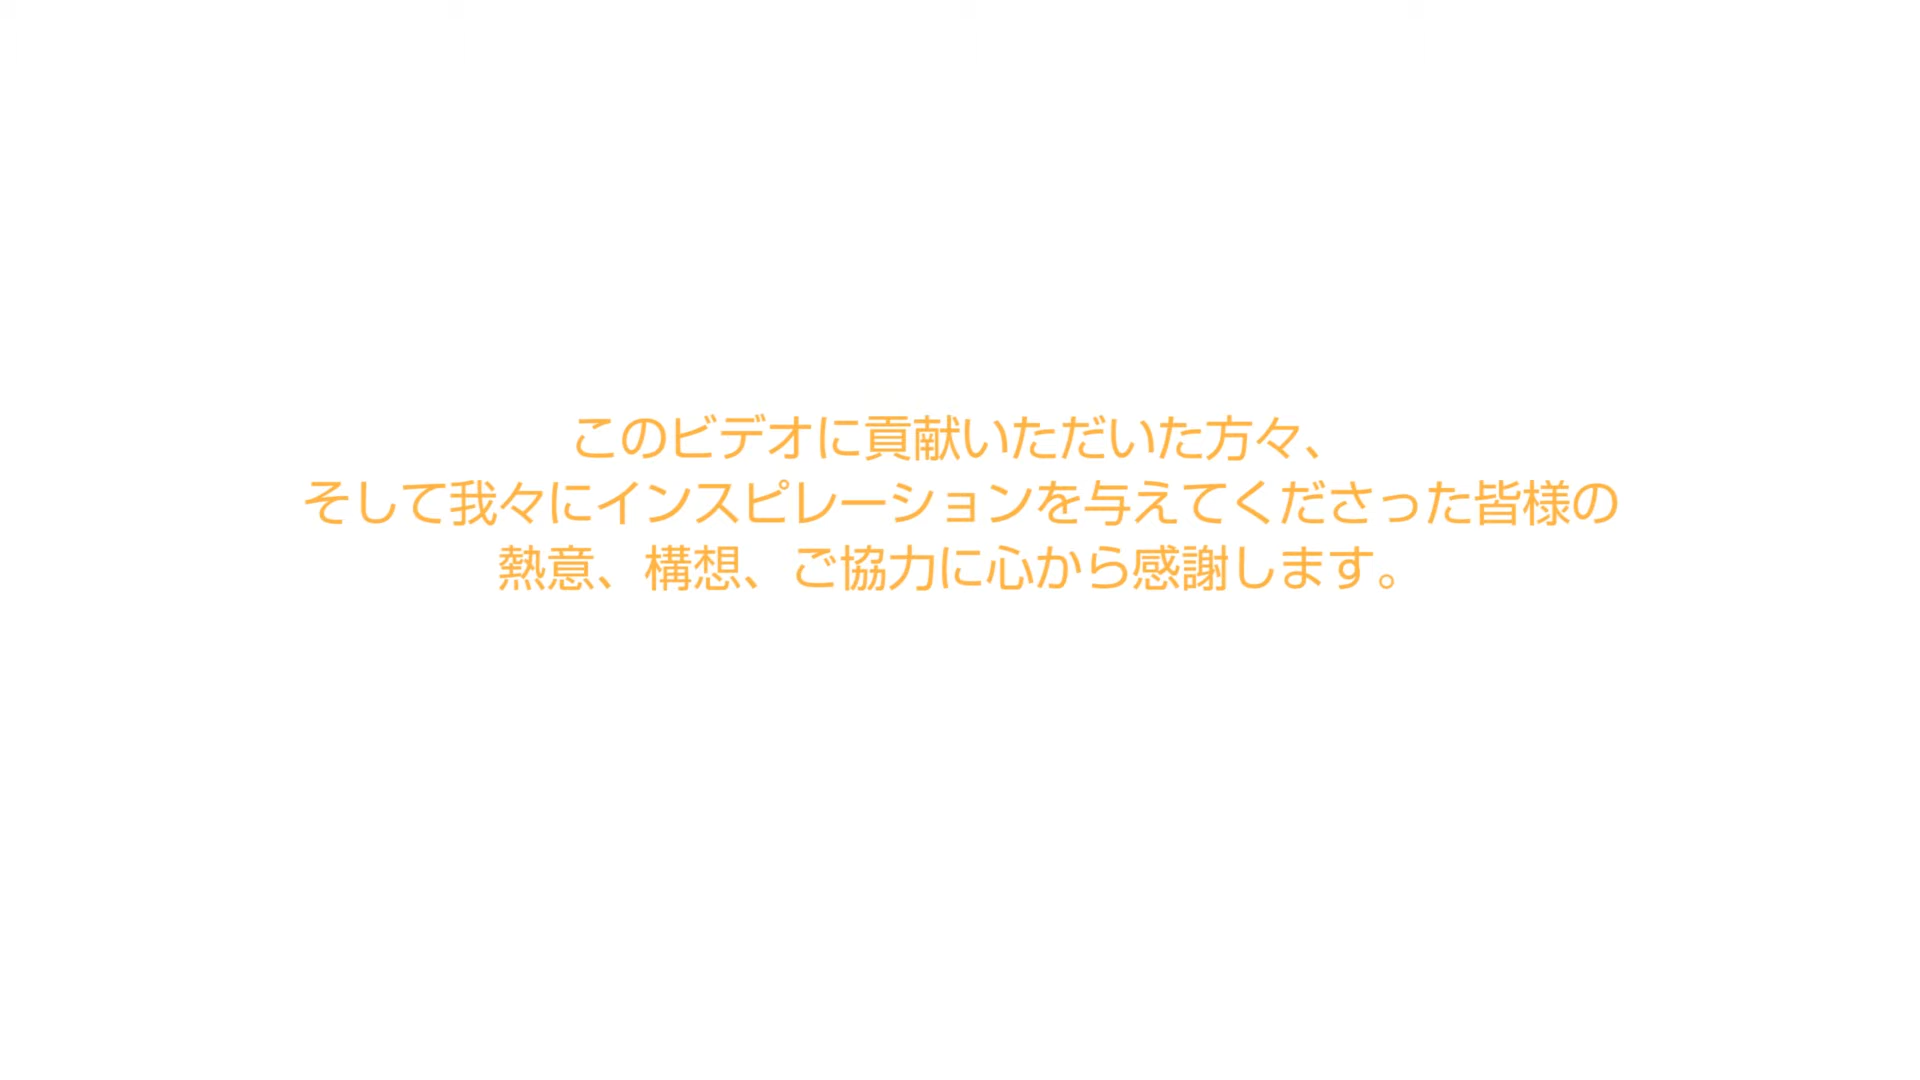 このビデオに貢献いただいた方々、
そして我々にインスピレーションを与えてくださった皆様の
熱意、構想、ご協力に心から感謝します。